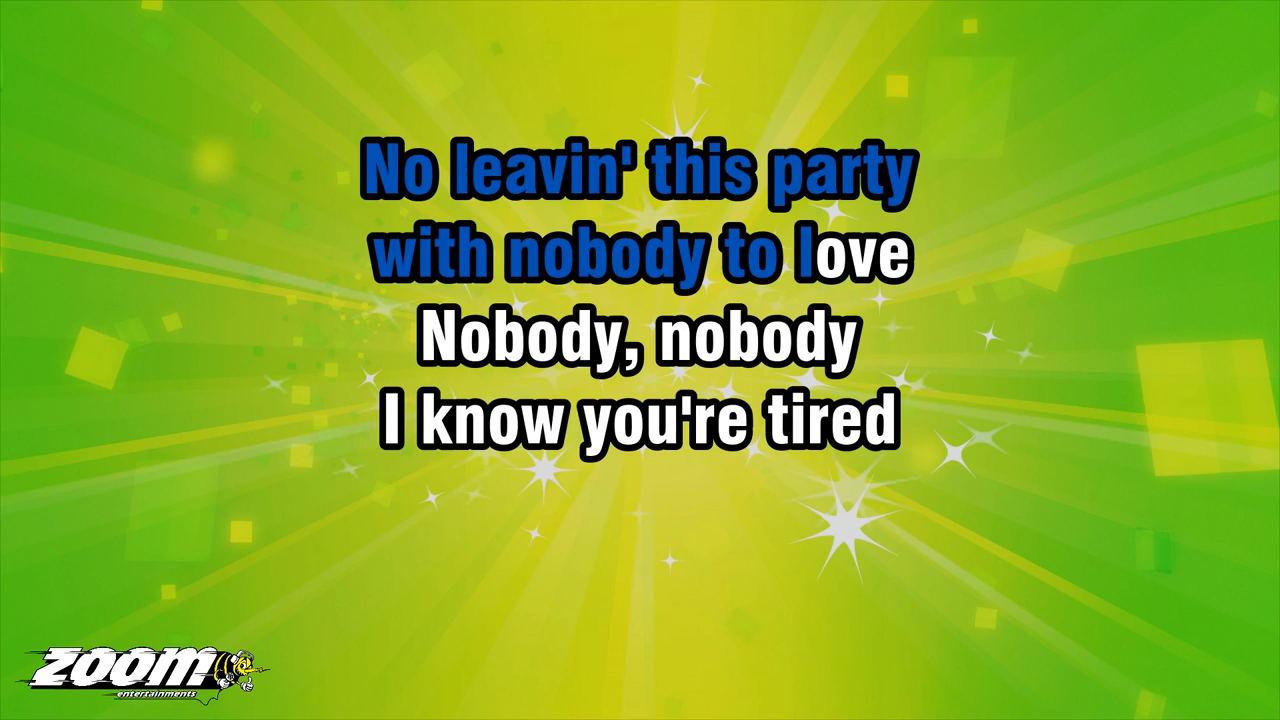 No leavin' this party
with nobody to love
Nobody, nobody
I know you're tired
ZOOM
entertainments